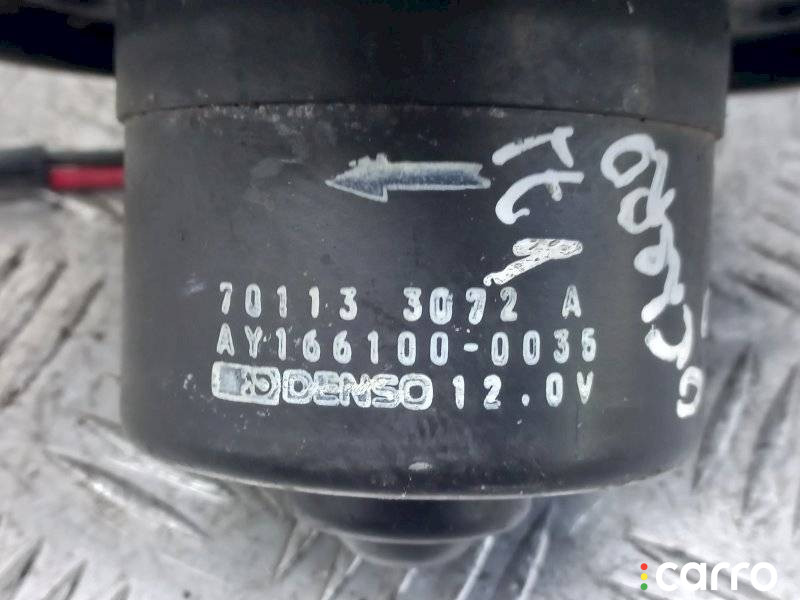 70113 3072 A
AY166100-0035
DENSO 12.0V
carro